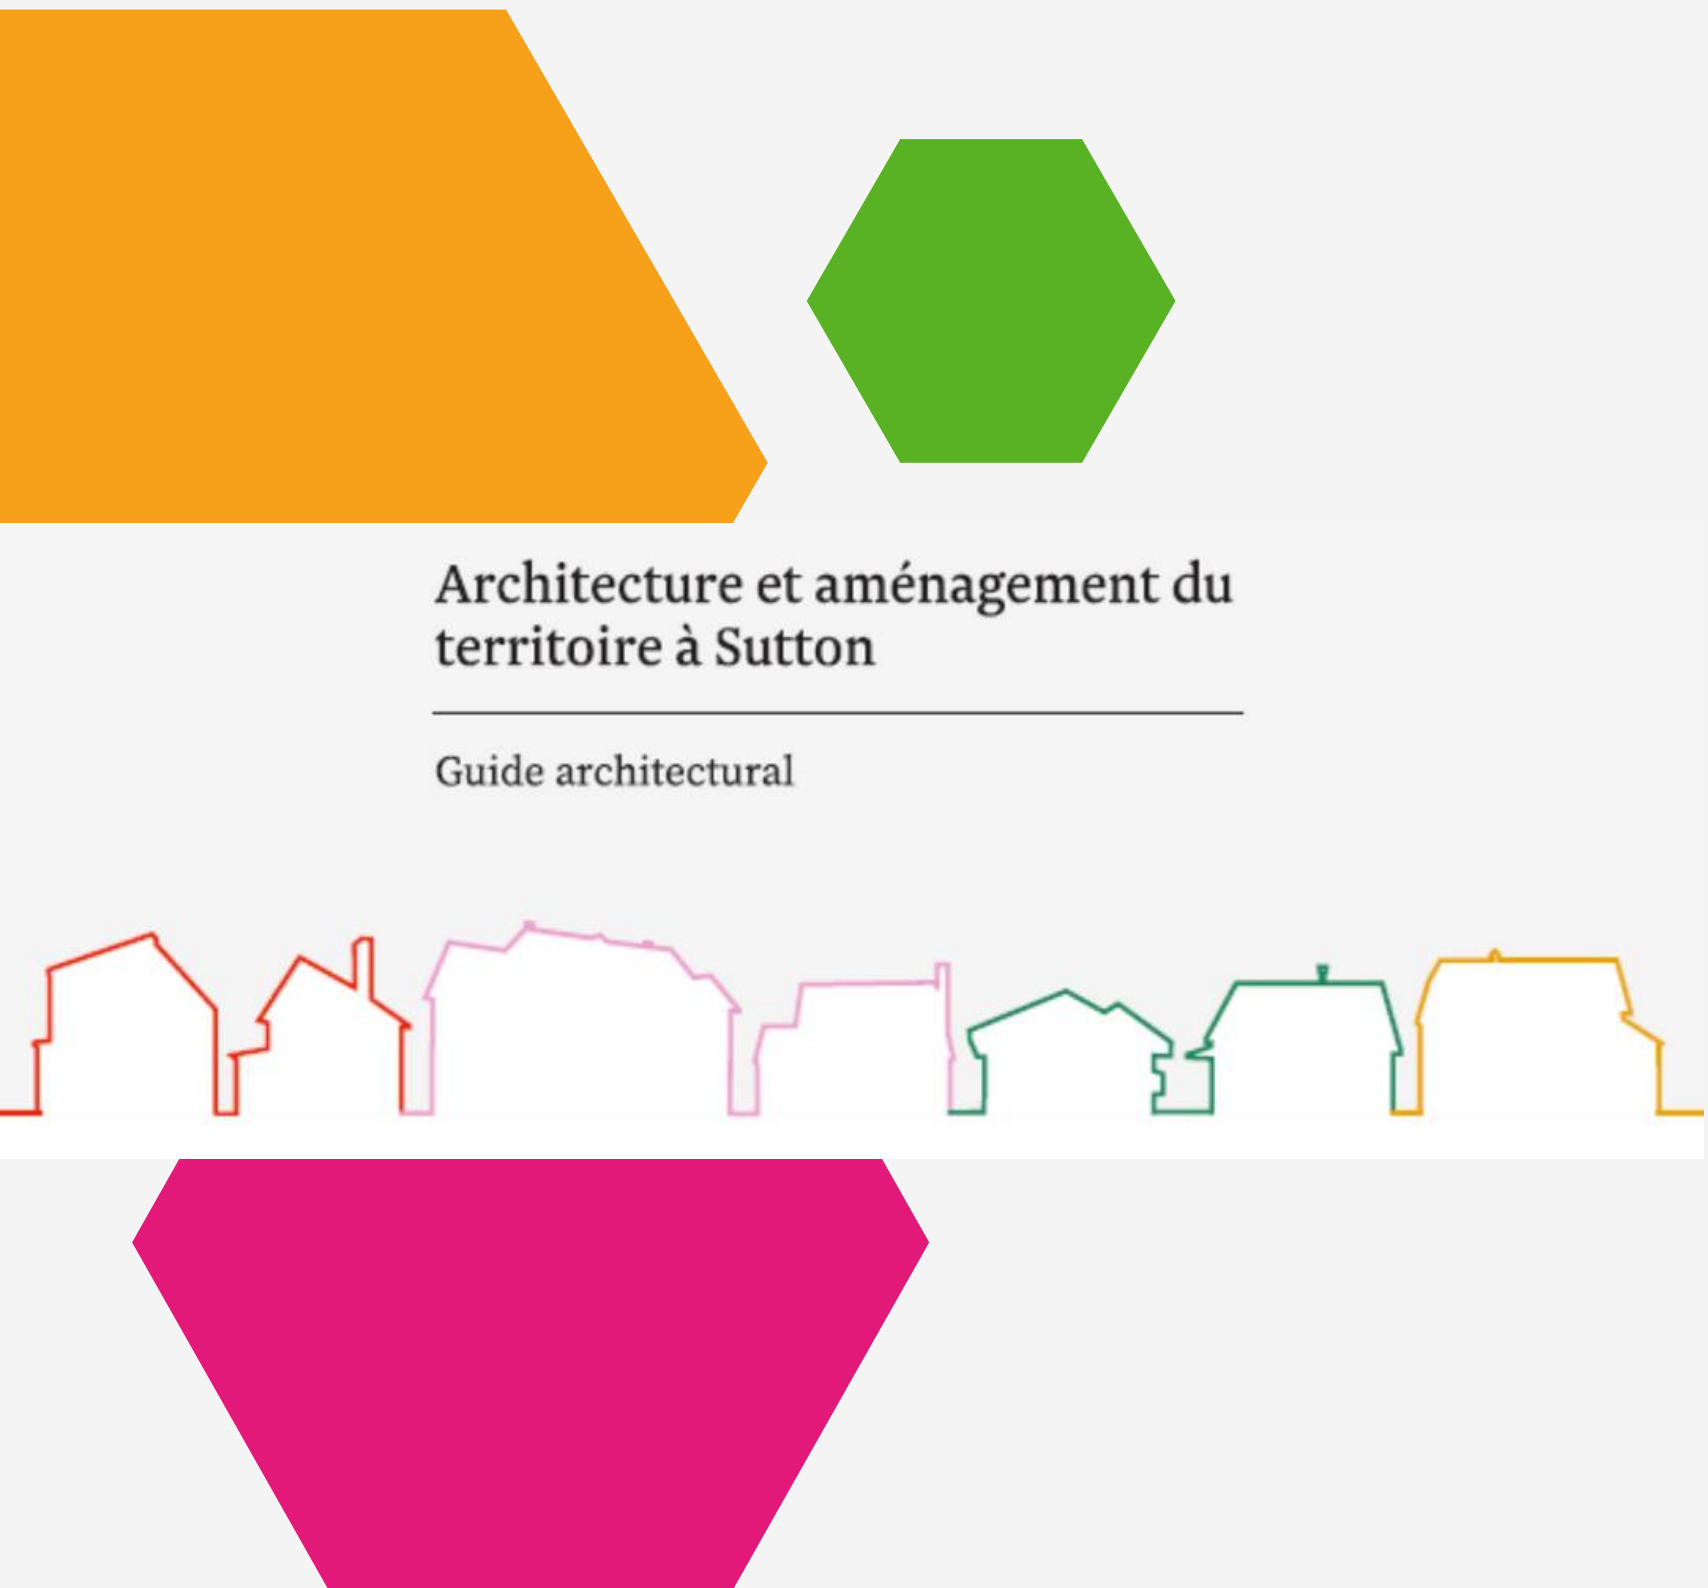 Architecture et aménagement du
territoire à Sutton
Guide architectural